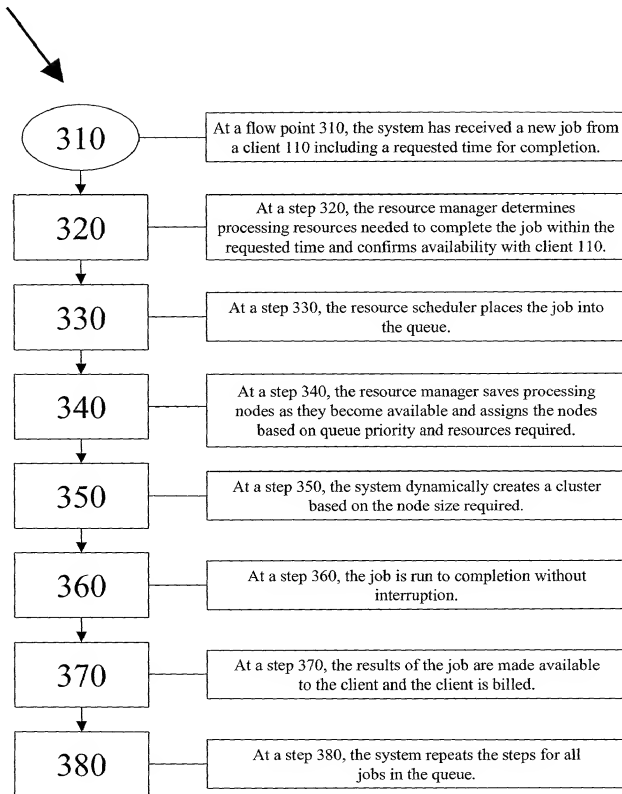 310
At a flow point 310, the system has received a new job from
a client 110 including a requested time for completion.
320
At a step 320, the resource manager determines
processing resources needed to complete the job within the
requested time and confirms availability with client 110.
330
At a step 330, the resource scheduler places the job into
the queue.
340
At a step 340, the resource manager saves processing
nodes as they become available and assigns the nodes
based on queue priority and resources required.
350
At a step 350, the system dynamically creates a cluster
based on the node size required.
360
At a step 360, the job is run to completion without
interruption.
370
At a step 370, the results of the job are made available
to the client and the client is billed.
380
At a step 380, the system repeats the steps for all
jobs in the queue.